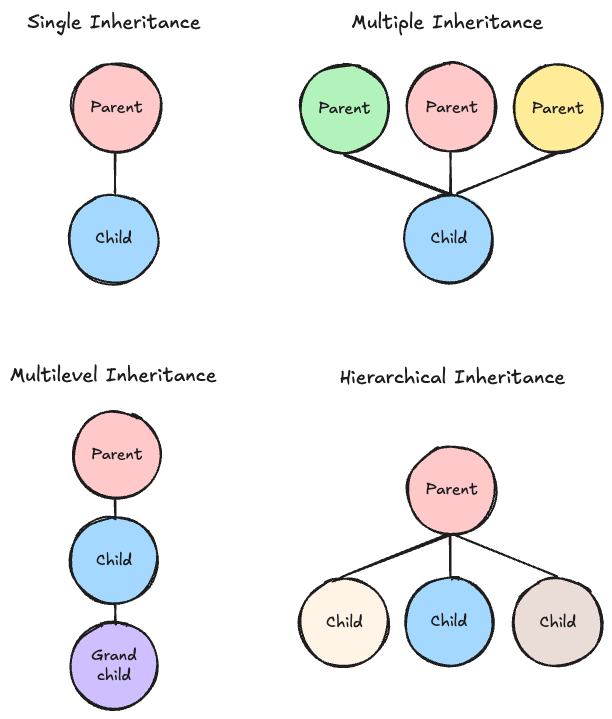 Single Inheritance
Parent
Child
Multiple Inheritance
Parent
Parent
Parent
Child
Multilevel Inheritance
Parent
Child
Grand
child
Hierarchical Inheritance
Parent
Child
Child
Child